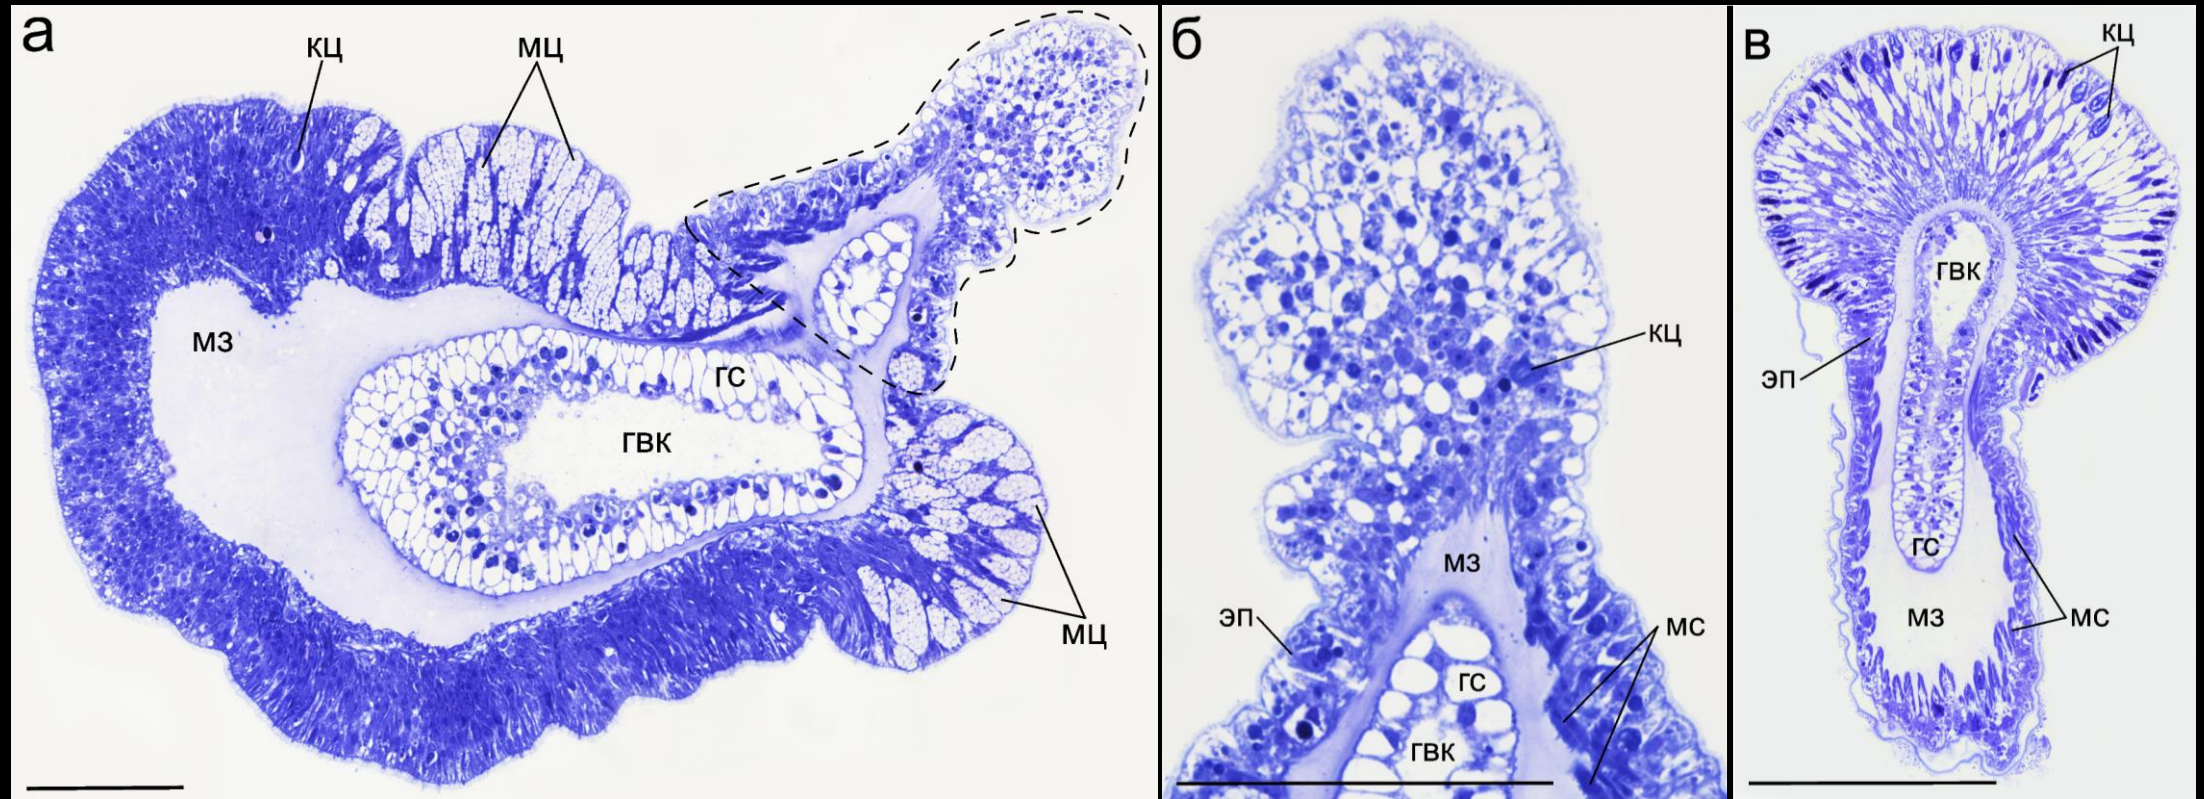 а
кц
мц
мз
гс
гвк
мц
б
кц
мз
эп
мс
гс
гвк
в
кц
гвк
эп
гс
мз
мс